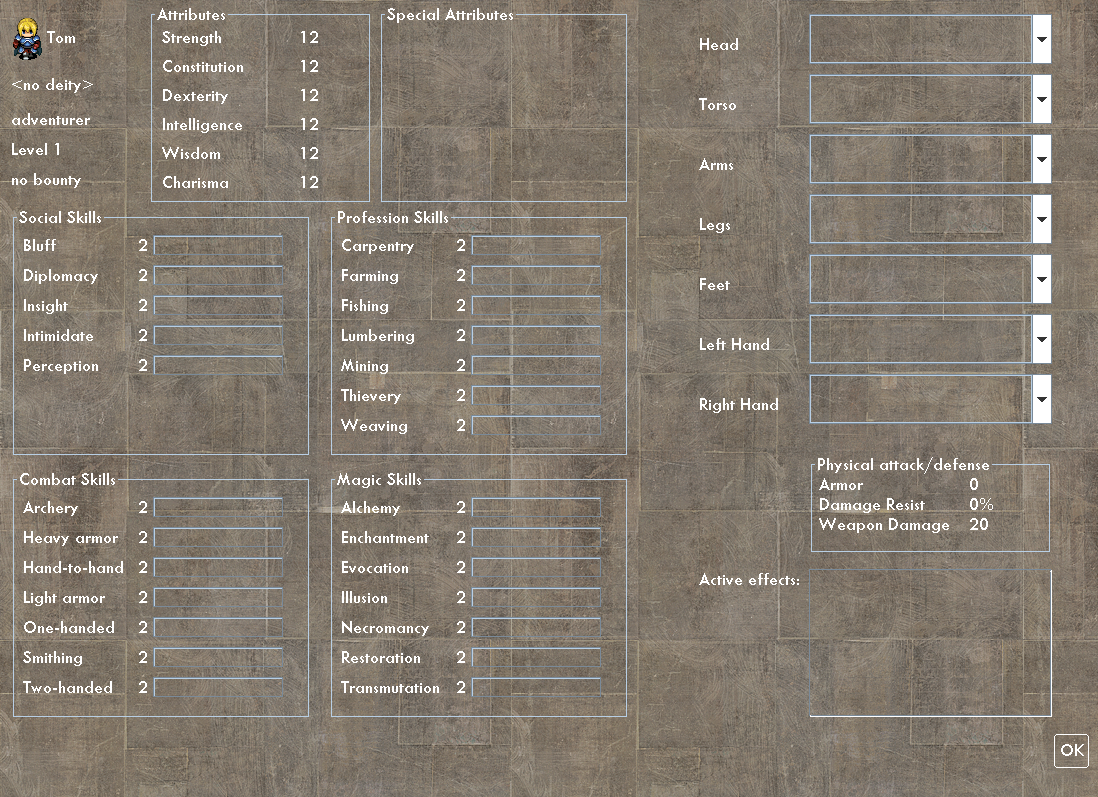 Tom
<no deity>
adventurer
Level 1
no bounty
Attributes
Strength 12
Constitution 12
Dexterity 12
Intelligence 12
Wisdom 12
Charisma 12
Special Attributes
Social Skills
Bluff 2
Diplomacy 2
Insight 2
Intimidate 2
Perception 2
Profession Skills
Carpentry 2
Farming 2
Fishing 2
Lumbering 2
Mining 2
Thievery 2
Weaving 2
Combat Skills
Archery 2
Heavy armor 2
Hand-to-hand 2
Light armor 2
One-handed 2
Smithing 2
Two-handed 2
Magic Skills
Alchemy 2
Enchantment 2
Evocation 2
Illusion 2
Necromancy 2
Restoration 2
Transmutation 2
Head
Torso
Arms
Legs
Feet
Left Hand
Right Hand
Physical attack/defense
Armor 0
Damage Resist 0%
Weapon Damage 20
Active effects:
OK